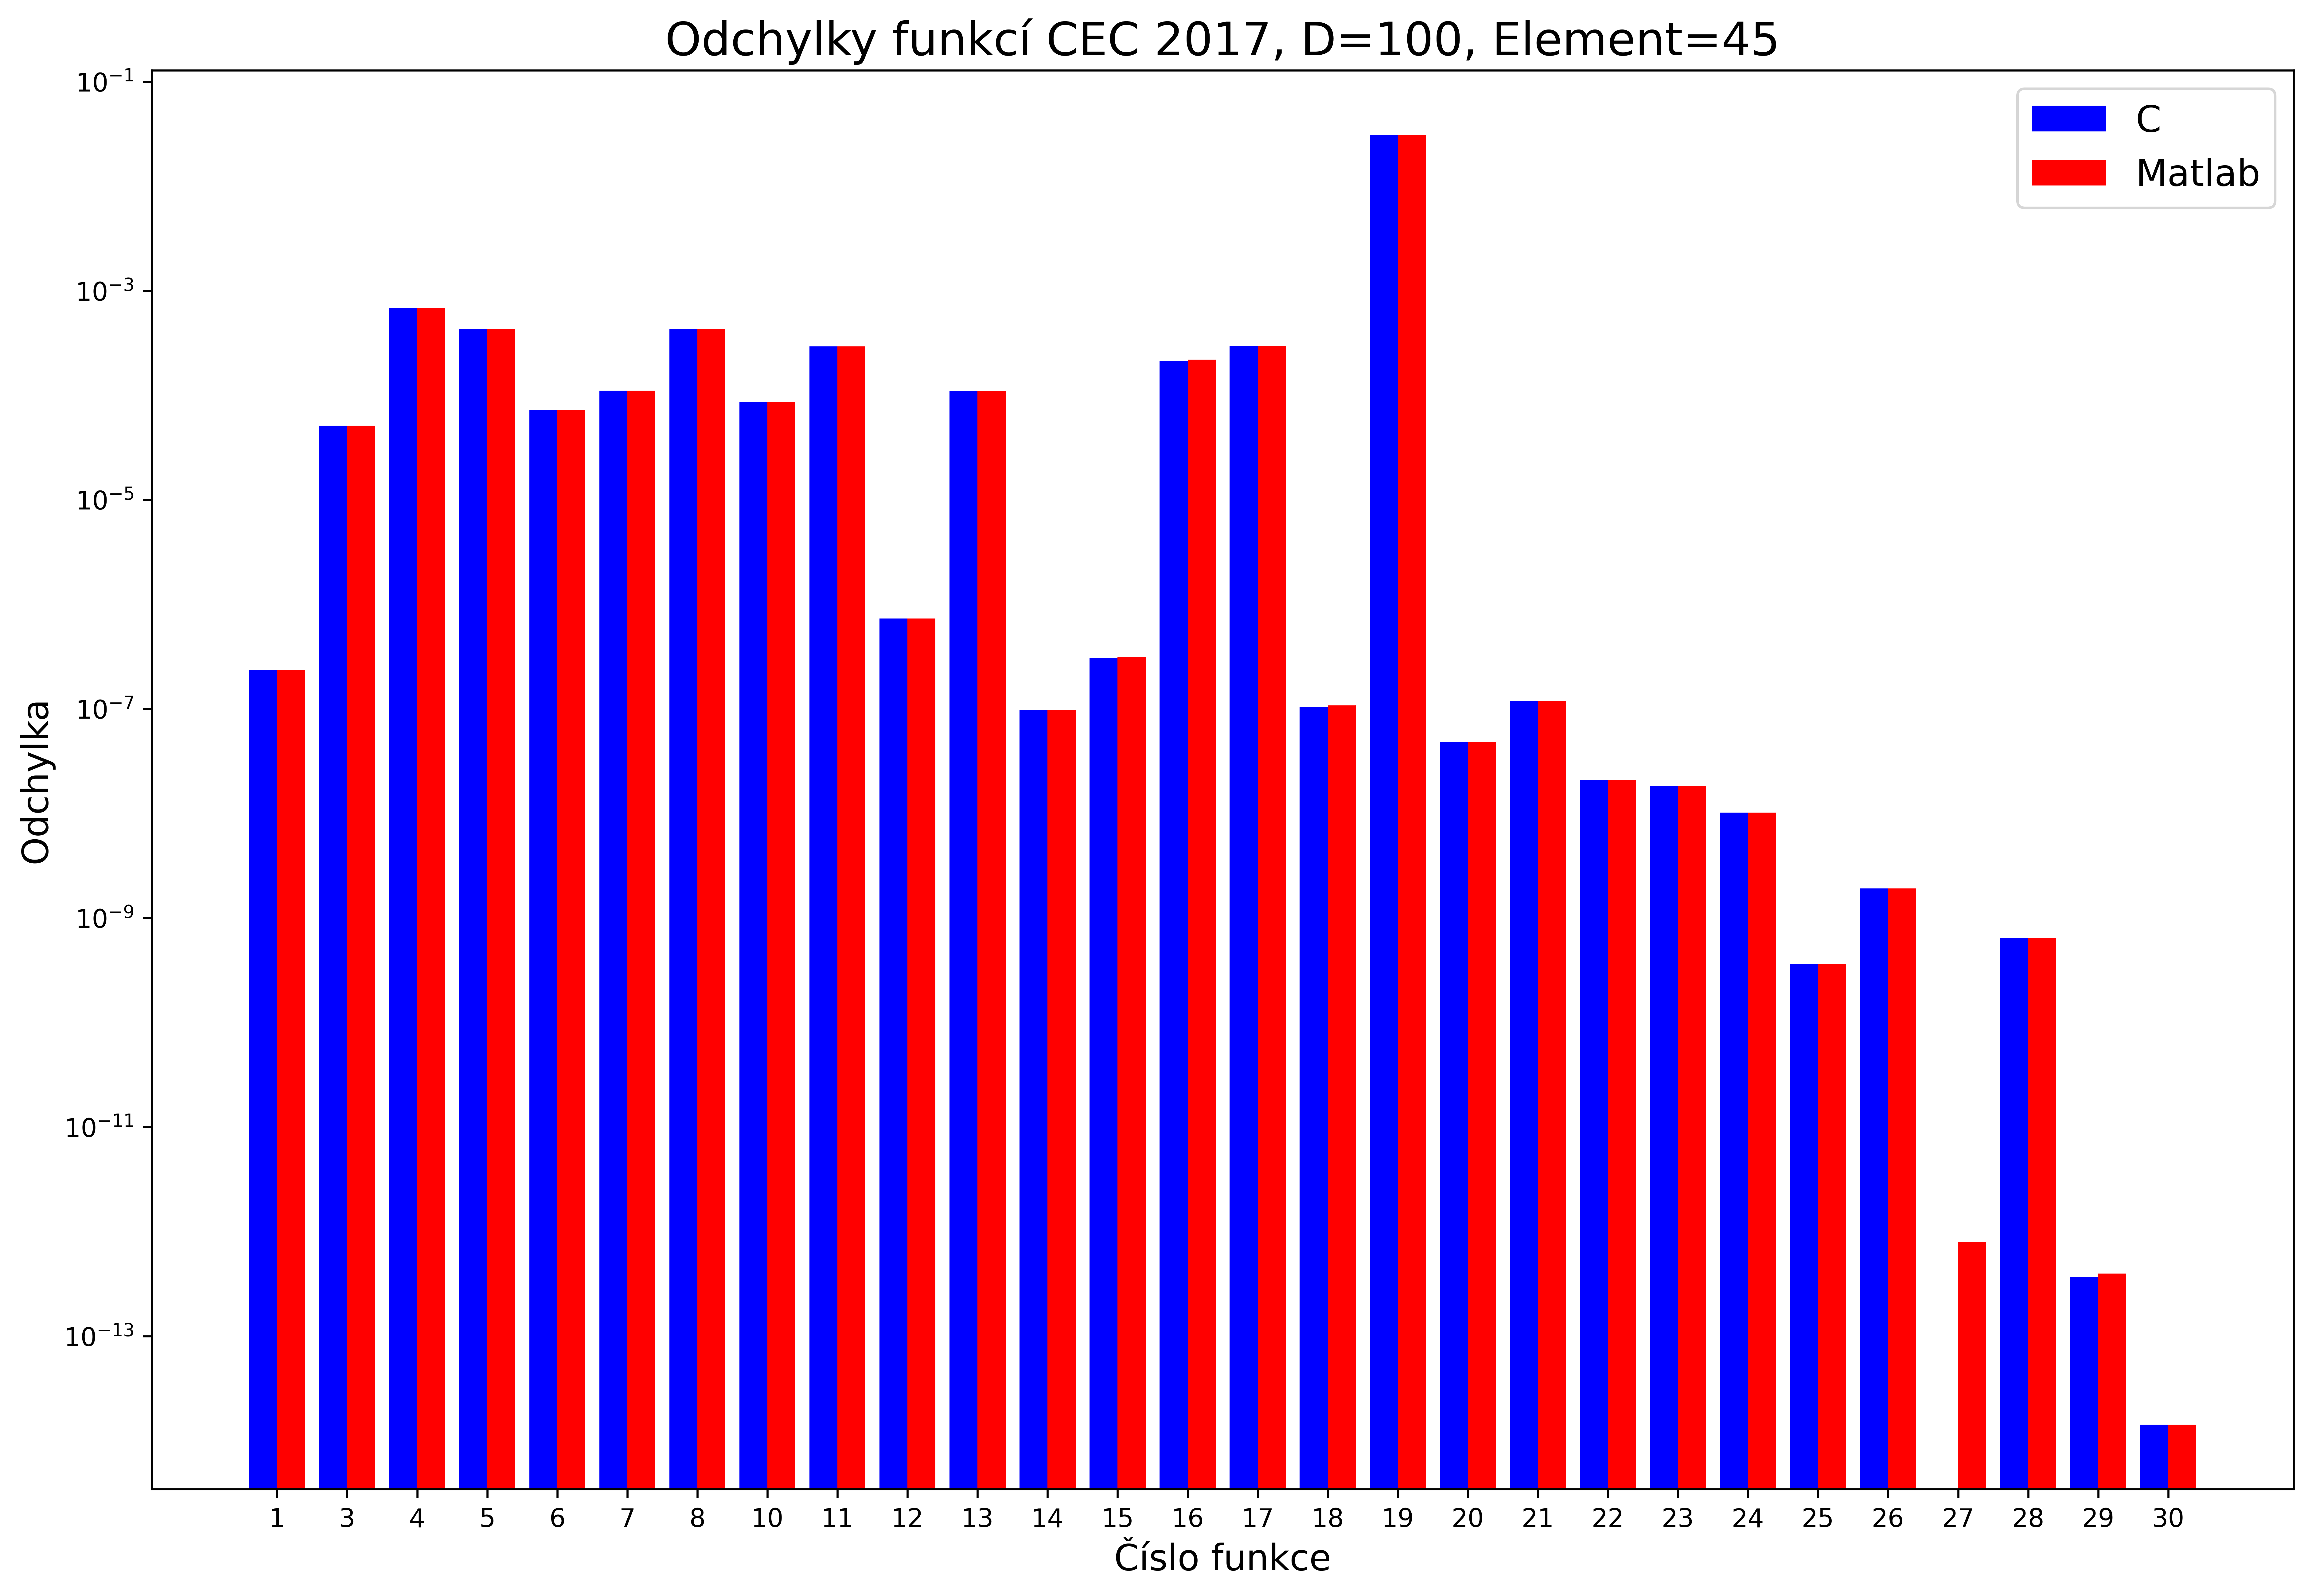 Odchylky funkcí CEC 2017, D=100, Element=45
C
Matlab
10⁻¹
10⁻³
10⁻⁵
10⁻⁷
10⁻⁹
10⁻¹¹
10⁻¹³
Odchylka
1 3 4 5 6 7 8 10 11 12 13 14 15 16 17 18 19 20 21 22 23 24 25 26 27 28 29 30
Číslo funkce